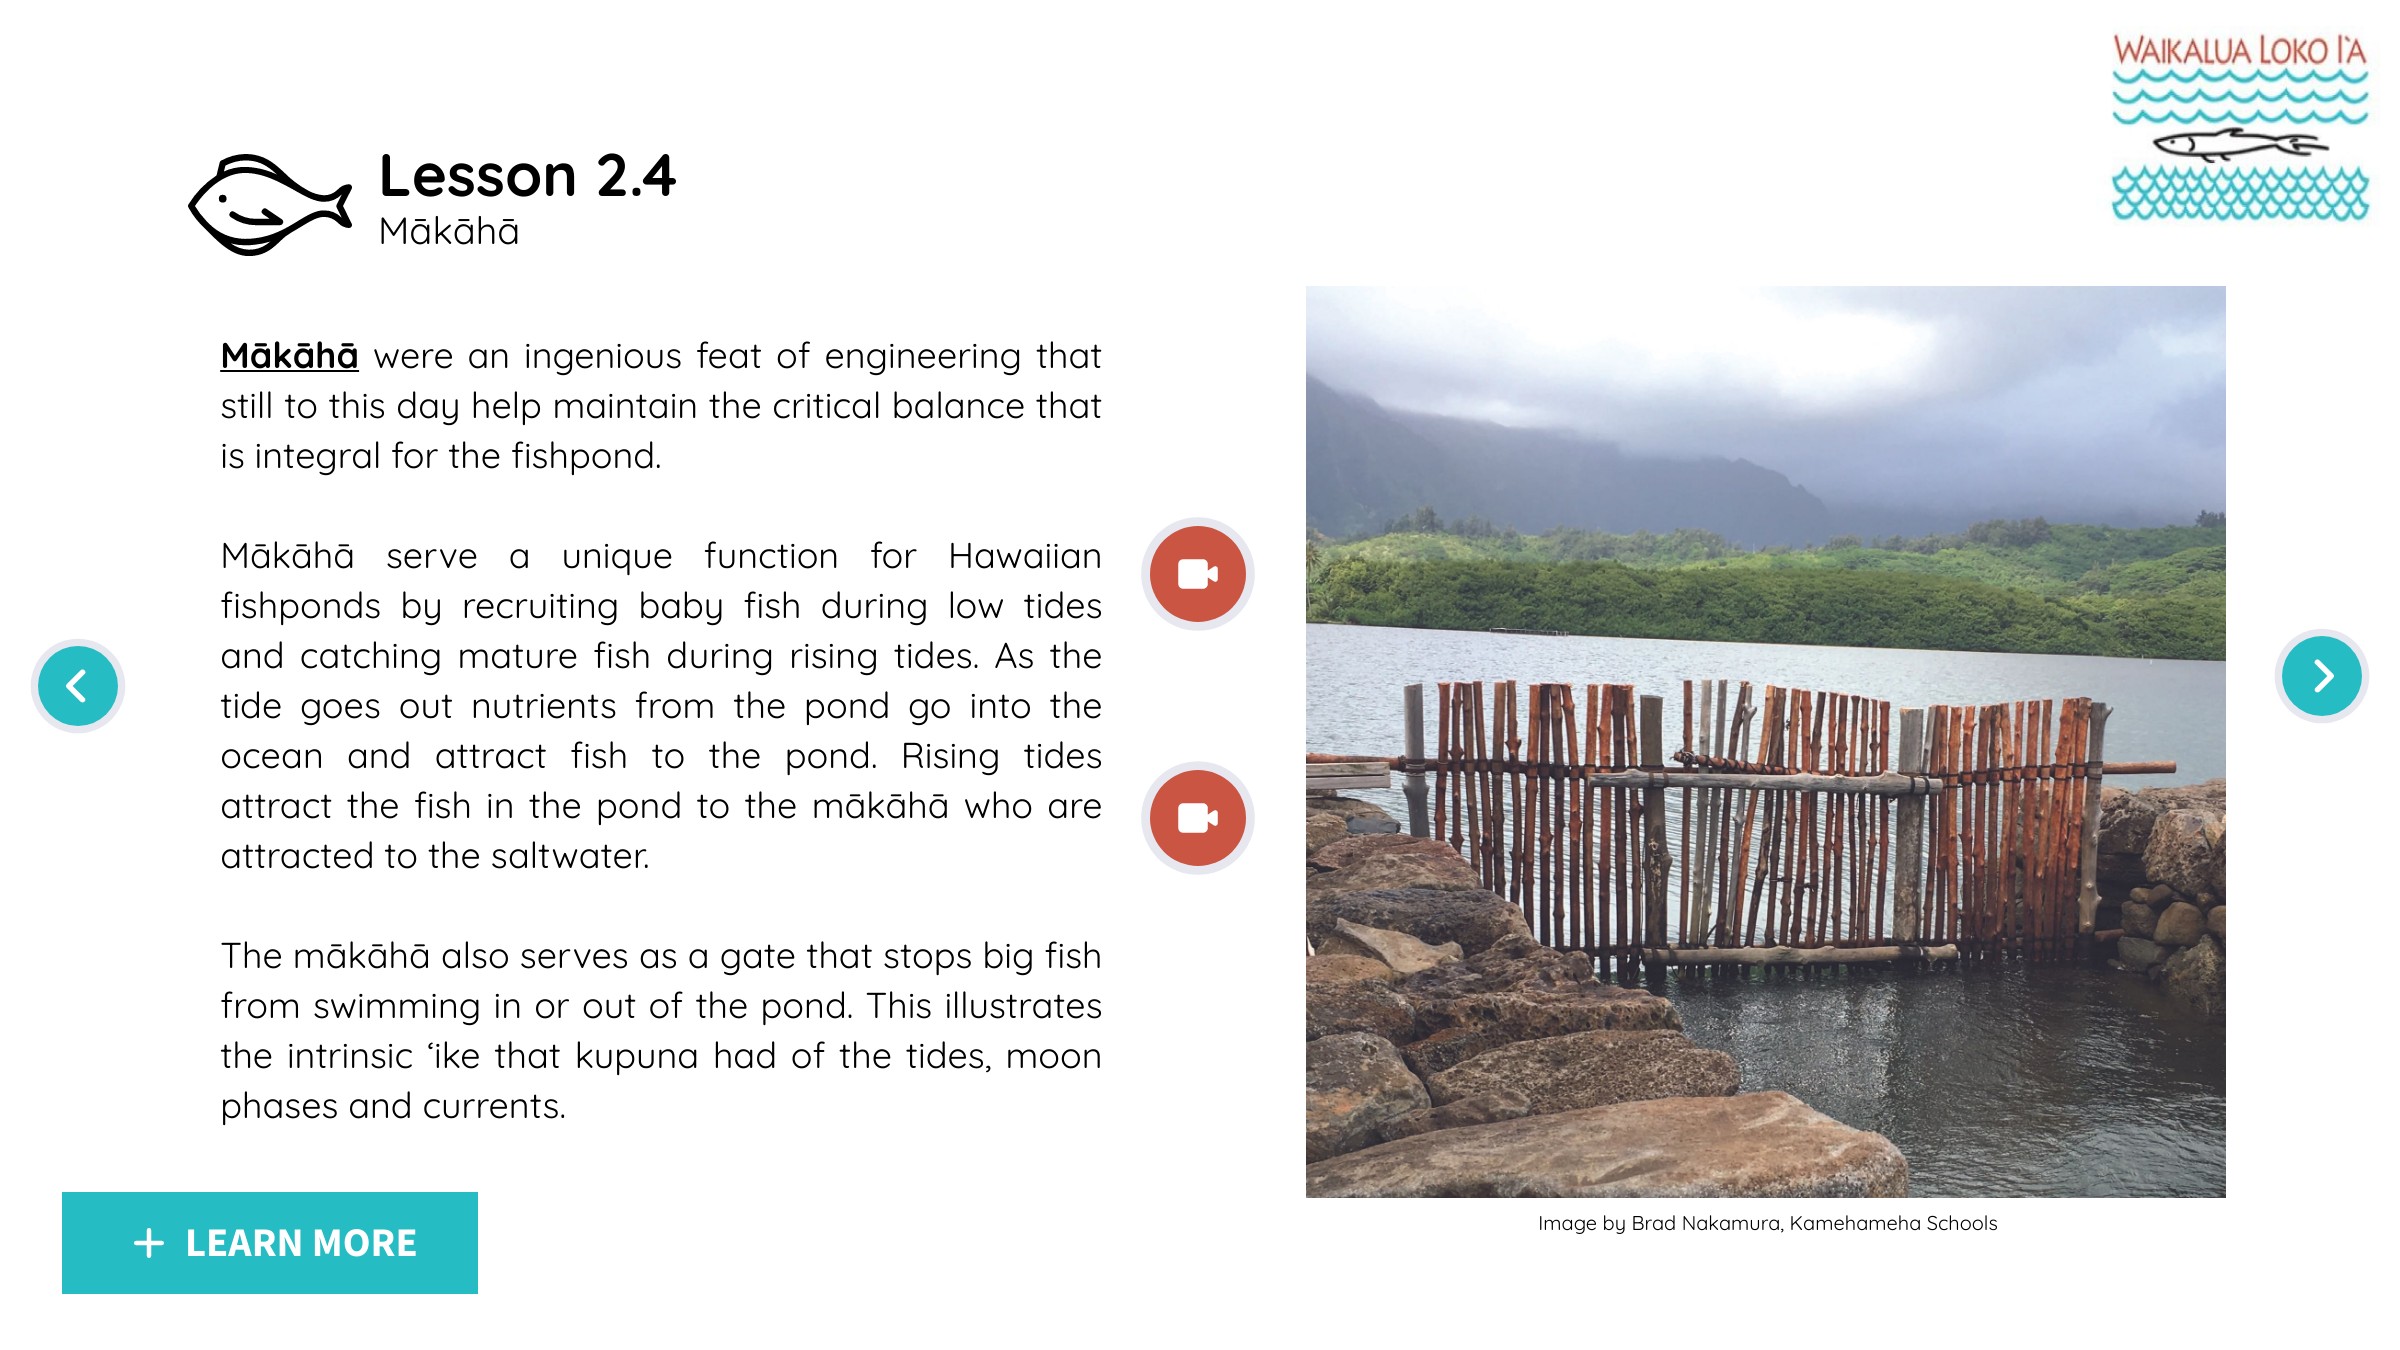 WAIKALUA LOKO I'A
Lesson 2.4
Mākāhā
Mākāhā were an ingenious feat of engineering that
still to this day help maintain the critical balance that
is integral for the fishpond.
Mākāhā serve a unique function for Hawaiian
fishponds by recruiting baby fish during low tides
and catching mature fish during rising tides. As the
tide goes out nutrients from the pond go into the
ocean and attract fish to the pond. Rising tides
attract the fish in the pond to the mākāhā who are
attracted to the saltwater.
The mākāhā also serves as a gate that stops big fish
from swimming in or out of the pond. This illustrates
the intrinsic ‘ike that kupuna had of the tides, moon
phases and currents.
Image by Brad Nakamura, Kamehameha Schools
+ LEARN MORE